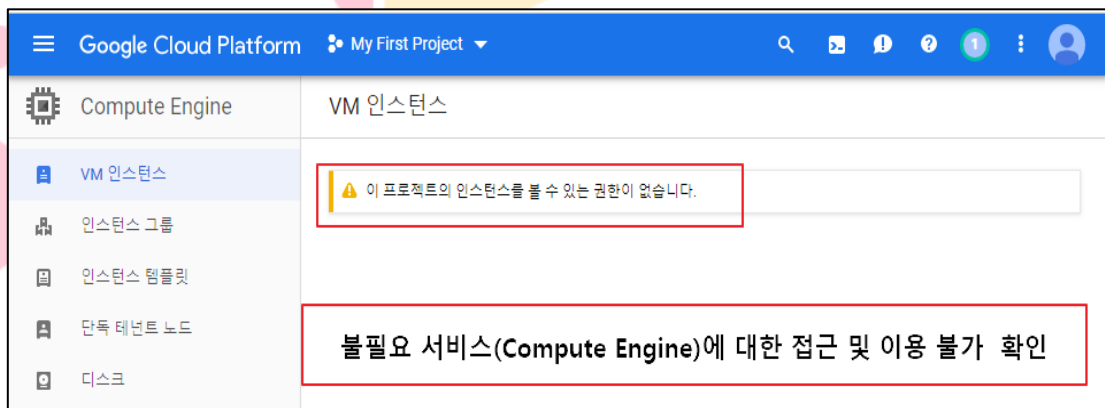 Google Cloud Platform My First Project 1
Compute Engine VM 인스턴스
VM 인스턴스
이 프로젝트의 인스턴스를 볼 수 있는 권한이 없습니다.
인스턴스 그룹
인스턴스 템플릿
단독 테넌트 노드
불필요 서비스(Compute Engine)에 대한 접근 및 이용 불가 확인
디스크